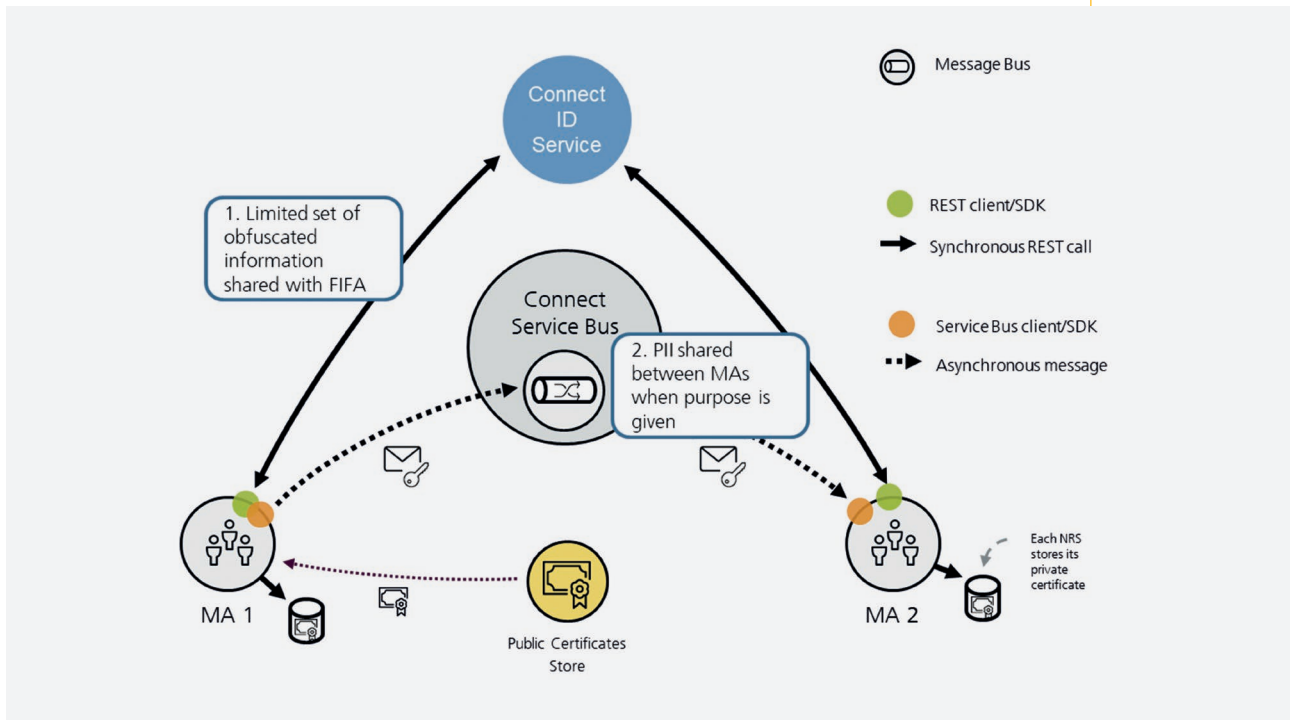 Connect
ID
Service
Message Bus
1. Limited set of
obfuscated
information
shared with FIFA
REST client/SDK
Synchronous REST call
Connect
Service Bus
2. PII shared
between MAs
when purpose is
given
Service Bus client/SDK
Asynchronous message
MA 1
Public Certificates
Store
MA 2
Each NRS
stores its
private
certificate